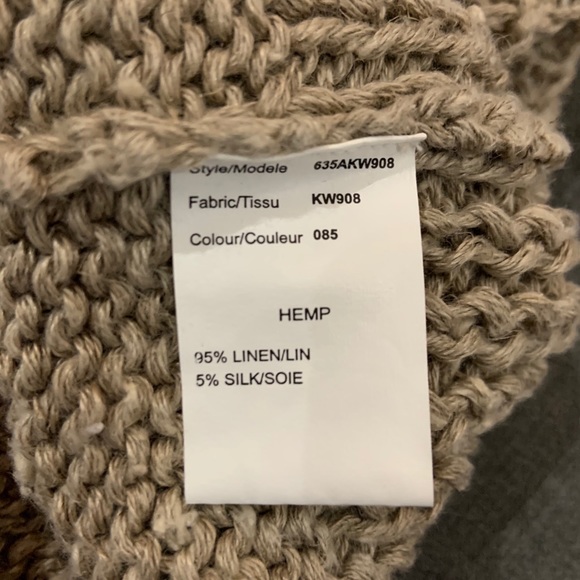 Style/Modele 635AKW908
Fabric/Tissu KW908
Colour/Couleur 085
HEMP
95% LINEN/LIN
5% SILK/SOIE